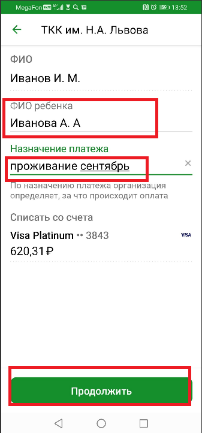 MegaFon 13:52
ТКК им. Н.А. Львова
ФИО
Иванов И. М.
ФИО ребенка
Иванова А. А
Назначение платежа
проживание сентябрь
По назначению платежа организация
определяет, за что происходит оплата
Списать со счета
Visa Platinum •• 3843 VISA
620,31 ₽
Продолжить